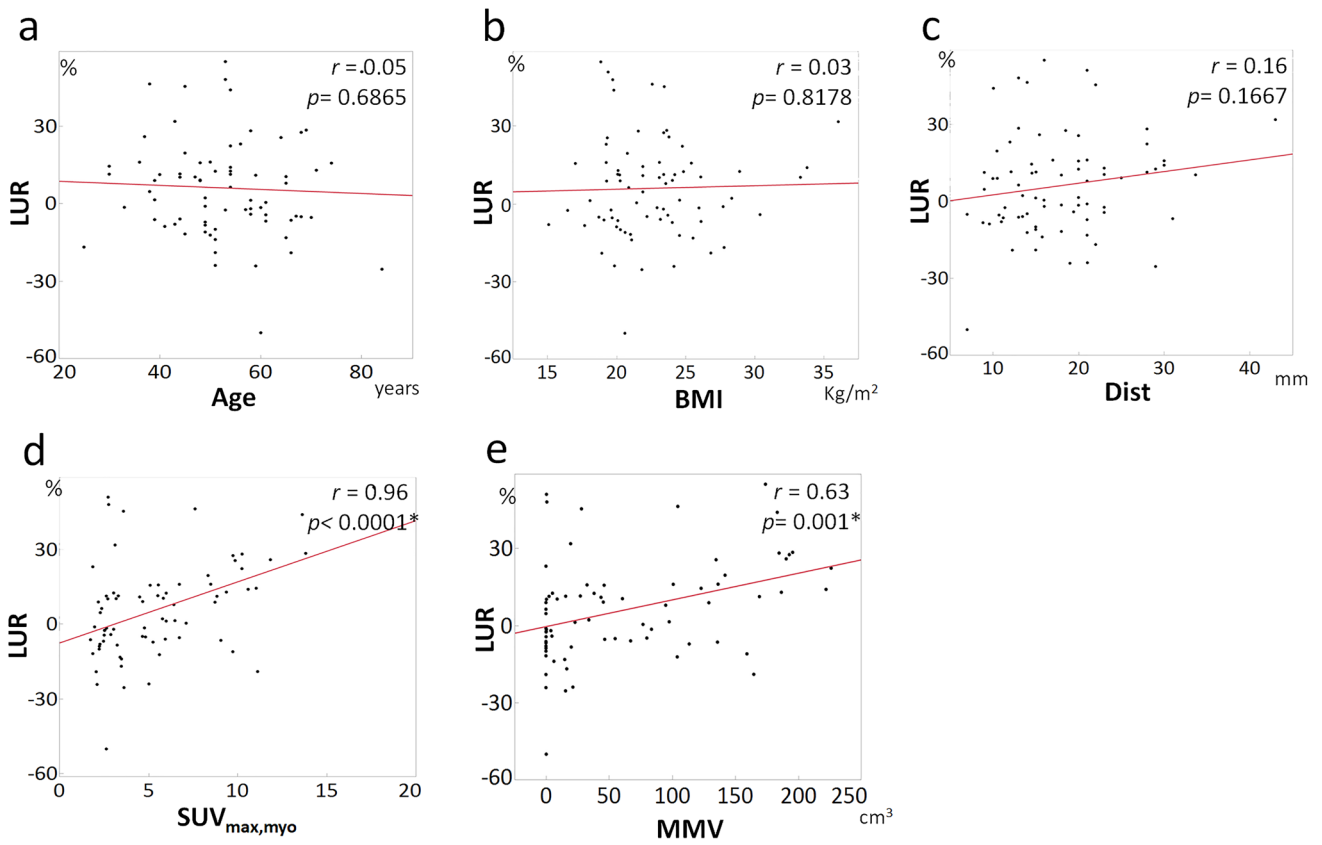 a
%
r = -0.05
p= 0.6865
30
0
-30
-60
LUR
20 40 60 80
years
Age
b
%
r = 0.03
p= 0.8178
30
0
-30
-60
LUR
15 20 25 30 35
Kg/m²
BMI
c
%
r = 0.16
p= 0.1667
30
0
-30
-60
LUR
10 20 30 40
mm
Dist
d
%
r = 0.96
p< 0.0001*
30
0
-30
-60
LUR
0 5 10 15 20
SUVmax,myo
e
%
r = 0.63
p= 0.001*
30
0
-30
-60
LUR
0 50 100 150 200 250
cm³
MMV